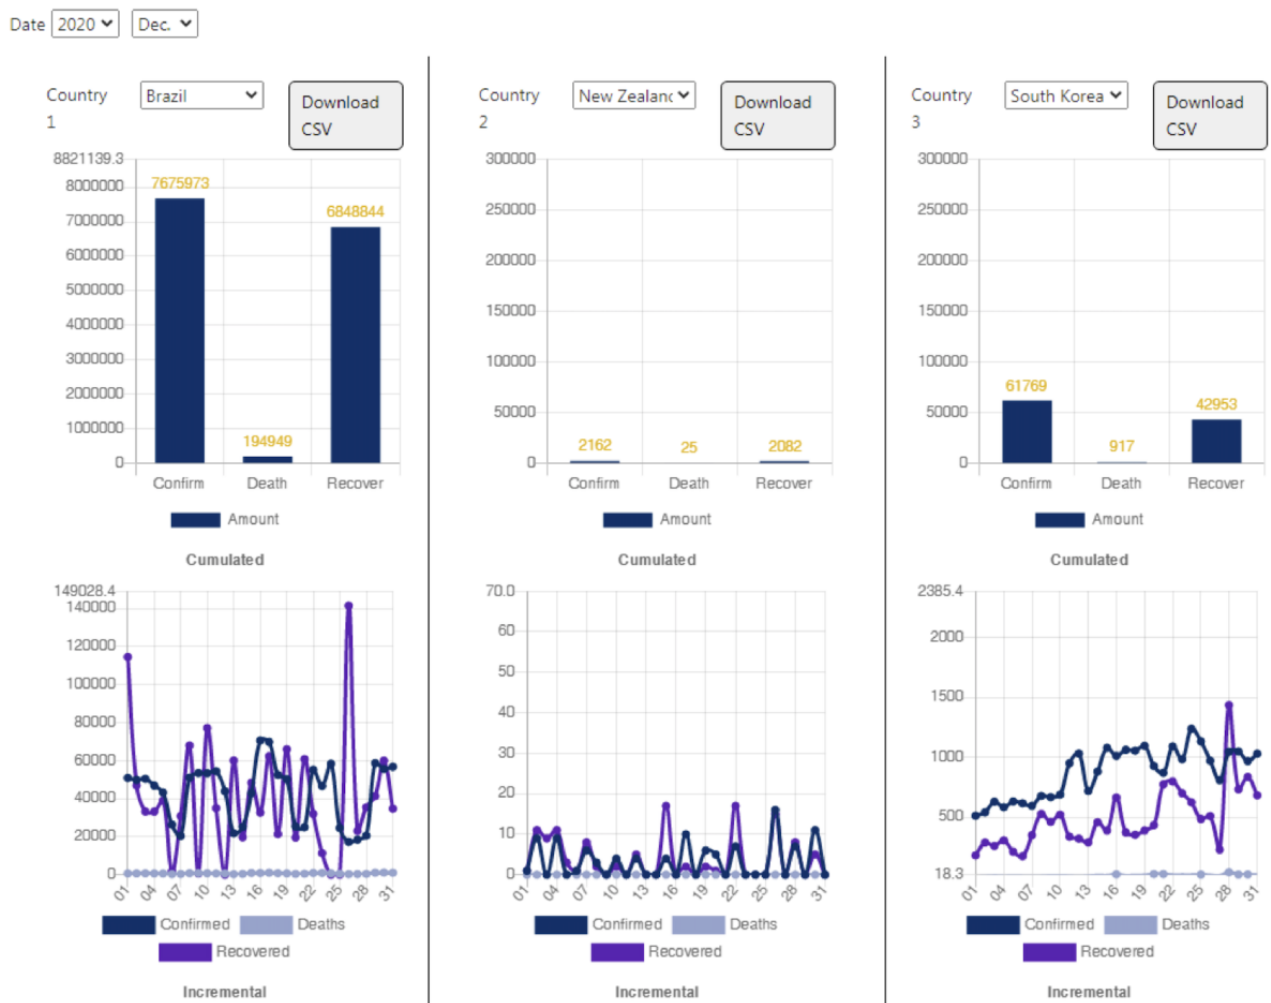 Date 2020 Dec.
Country 1 Brazil Download CSV
8821139.3
8000000
7000000
6000000
5000000
4000000
3000000
2000000
1000000
0
7675973
194949
6848844
Confirm Death Recover
Amount
Cumulated
149028.4
140000
120000
100000
80000
60000
40000
20000
0
01 04 07 10 13 16 19 22 25 28 31
Confirmed Deaths
Recovered
Incremental
Country 2 New Zealand Download CSV
300000
250000
200000
150000
100000
50000
0
2162 25 2082
Confirm Death Recover
Amount
Cumulated
70.0
60
50
40
30
20
10
0
01 04 07 10 13 16 19 22 25 28 31
Confirmed Deaths
Recovered
Incremental
Country 3 South Korea Download CSV
300000
250000
200000
150000
100000
50000
0
61769
917
42953
Confirm Death Recover
Amount
Cumulated
2385.4
2000
1500
1000
500
18.3
01 04 07 10 13 16 19 22 25 28 31
Confirmed Deaths
Recovered
Incremental